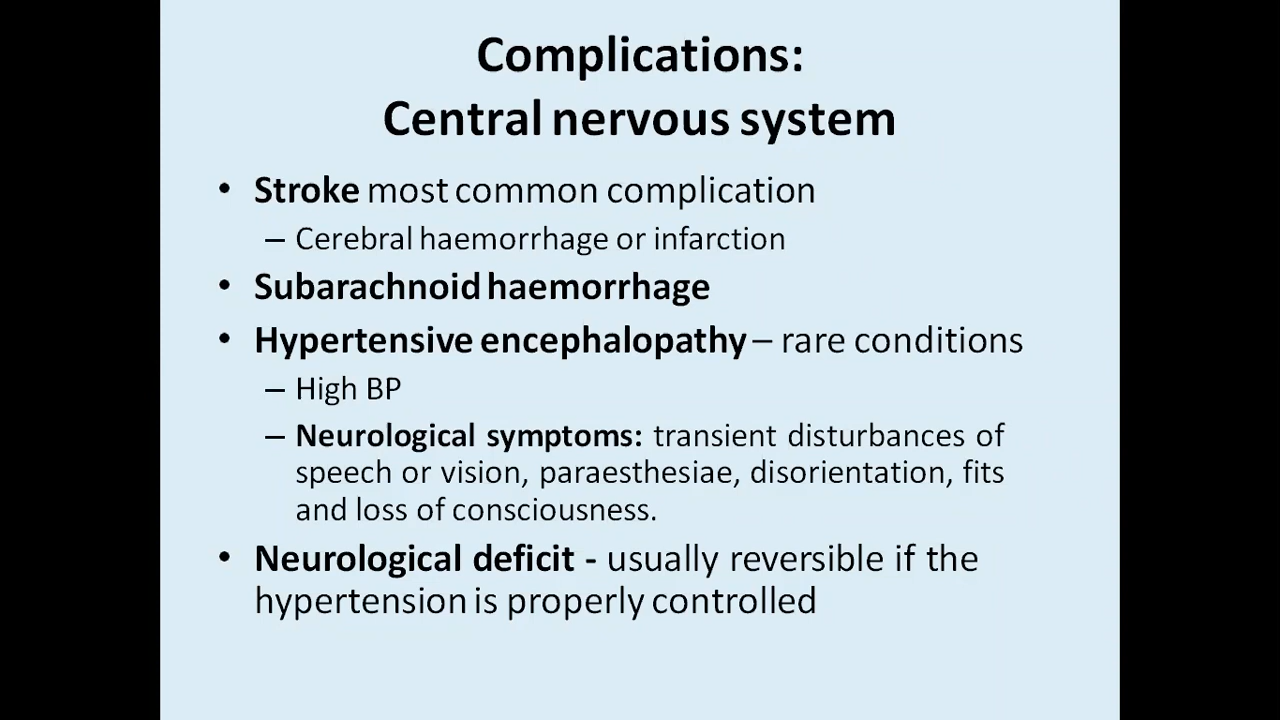 Complications:
Central nervous system
• Stroke most common complication
– Cerebral haemorrhage or infarction
• Subarachnoid haemorrhage
• Hypertensive encephalopathy – rare conditions
– High BP
– Neurological symptoms: transient disturbances of
speech or vision, paraesthesiae, disorientation, fits
and loss of consciousness.
• Neurological deficit - usually reversible if the
hypertension is properly controlled